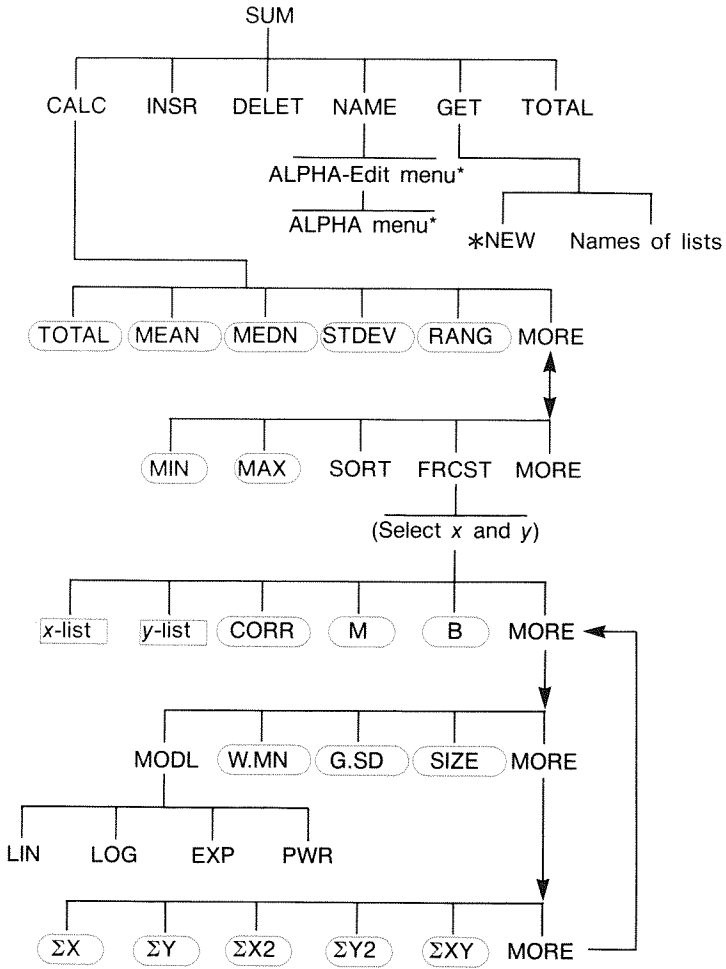 SUM
CALC INSR DELET NAME GET TOTAL
ALPHA-Edit menu*
ALPHA menu*
*NEW Names of lists
TOTAL MEAN MEDN STDEV RANG MORE
MIN MAX SORT FRCST MORE
(Select x and y)
x-list y-list CORR M B MORE
MODL W.MN G.SD SIZE MORE
LIN LOG EXP PWR
ΣX ΣY ΣX2 ΣY2 ΣXY MORE